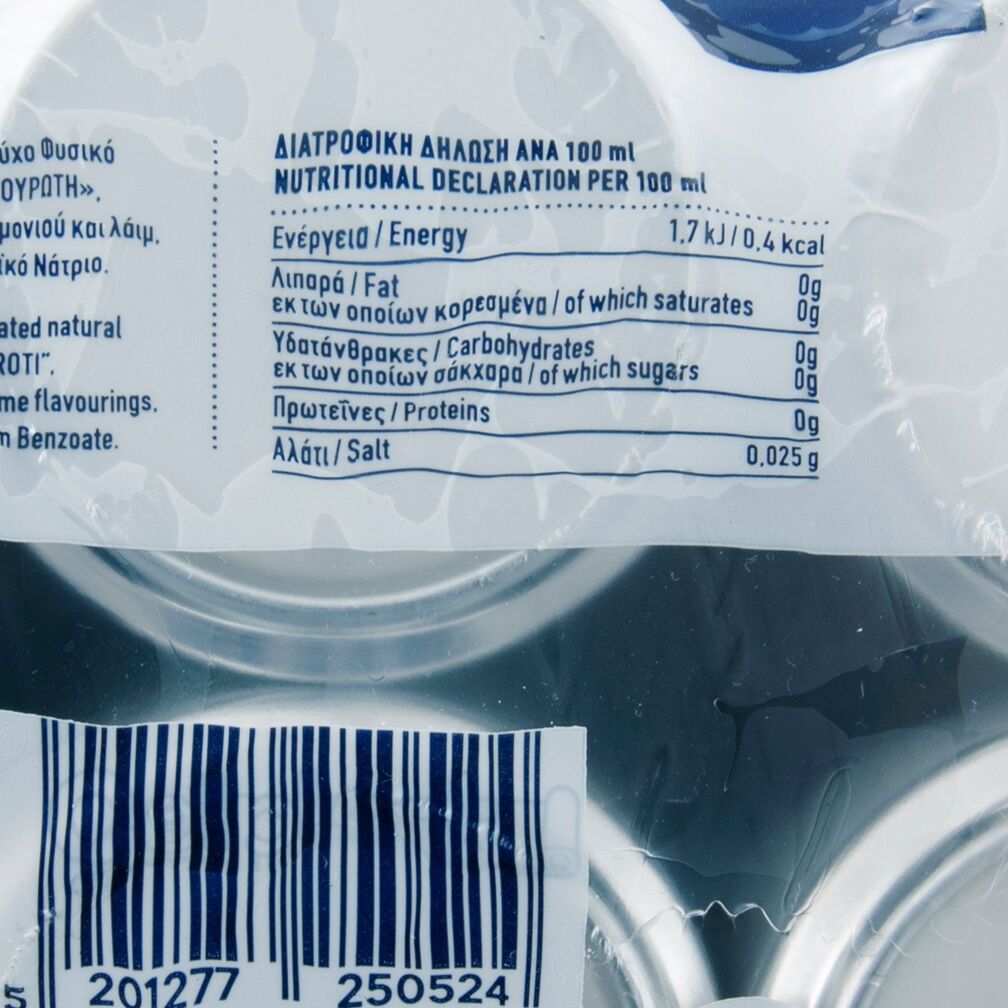 ούχο Φυσικό
ΟΥΡΩΤΗ».
μονιού και λάιμ.
ϊκό Νάτριο.
ated natural
ROTI".
me flavourings.
m Benzoate.
ΔΙΑΤΡΟΦΙΚΗ ΔΗΛΩΣΗ ΑΝΑ 100 ml
NUTRITIONAL DECLARATION PER 100 ml
Ενέργεια / Energy 1,7 kJ / 0,4 kcal
Λιπαρά / Fat 0g
εκ των οποίων κορεσμένα / of which saturates 0g
Υδατάνθρακες / Carbohydrates 0g
εκ των οποίων σάκχαρα / of which sugars 0g
Πρωτεΐνες / Proteins 0g
Αλάτι / Salt 0,025 g
5 201277 250524